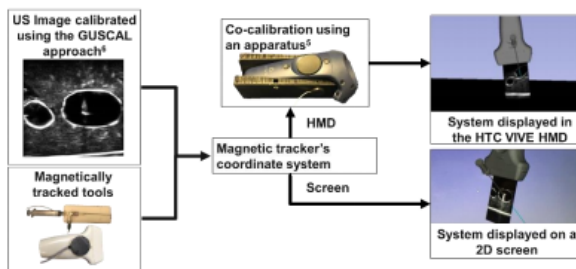 US Image calibrated
using the GUSCAL
approach⁶
Magnetically
tracked tools
Co-calibration using
an apparatus⁵
HMD
Magnetic tracker's
coordinate system
Screen
System displayed in
the HTC VIVE HMD
System displayed on a
2D screen